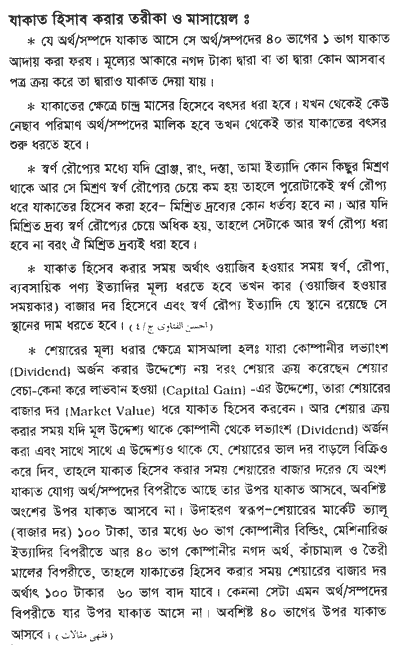 যাকাত হিসাব করার তরীকা ও মাসায়েল ঃ
* যে অর্থ/সম্পদে যাকাত আসে সে অর্থ/সম্পদের ৪০ ভাগের ১ ভাগ যাকাত
আদায় করা ফরয। মূল্যের আকারে নগদ টাকা দ্বারা বা তা দ্বারা কোন আসবাব
পত্র ক্রয় করে তা দ্বারাও যাকাত দেয়া যায়।
* যাকাতের ক্ষেত্রে চান্দ্র মাসের হিসেবে বৎসর ধরা হবে। যখন থেকেই কেউ
নেছাব পরিমাণ অর্থ/সম্পদের মালিক হবে তখন থেকেই তার যাকাতের বৎসর
শুরু ধরতে হবে।
* স্বর্ণ রৌপ্যের মধ্যে যদি ব্রোঞ্জ, রাং, দস্তা, তামা ইত্যাদি কোন কিছুর মিশ্রণ
থাকে আর সে মিশ্রণ স্বর্ণ রৌপ্যের চেয়ে কম হয় তাহলে পুরোটাকেই স্বর্ণ রৌপ্য
ধরে যাকাতের হিসেব করা হবে– মিশ্রিত দ্রব্যের কোন ধর্তব্য হবে না। আর যদি
মিশ্রিত দ্রব্য স্বর্ণ রৌপ্যের চেয়ে অধিক হয়, তাহলে সেটাকে আর স্বর্ণ রৌপ্য ধরা
হবে না বরং ঐ মিশ্রিত দ্রব্যই ধরা হবে।
* যাকাত হিসেব করার সময় অর্থাৎ ওয়াজিব হওয়ার সময় স্বর্ণ, রৌপ্য,
ব্যবসায়িক পণ্য ইত্যাদির মূল্য ধরতে হবে তখন কার (ওয়াজিব হওয়ার
সময়কার) বাজার দর হিসেবে এবং স্বর্ণ রৌপ্য ইত্যাদি যে স্থানে রয়েছে সে
স্থানের দাম ধরতে হবে। (احسن الفتاوى ج/٤)
* শেয়ারের মূল্য ধরার ক্ষেত্রে মাসআলা হলঃ যারা কোম্পানীর লভ্যাংশ
(Dividend) অর্জন করার উদ্দেশ্যে নয় বরং শেয়ার ক্রয় করেছেন শেয়ার
বেচা-কেনা করে লাভবান হওয়া (Capital Gain) -এর উদ্দেশ্যে, তারা শেয়ারের
বাজার দর (Market Value) ধরে যাকাত হিসেব করবেন। আর শেয়ার ক্রয়
করার সময় যদি মূল উদ্দেশ্য থাকে কোম্পানী থেকে লভ্যাংশ (Dividend) অর্জন
করা এবং সাথে সাথে এ উদ্দেশ্যও থাকে যে, শেয়ারের ভাল দর বাড়লে বিক্রিও
করে দিব, তাহলে যাকাত হিসেব করার সময় শেয়ারের বাজার দরের যে অংশ
যাকাত যোগ্য অর্থ/সম্পদের বিপরীতে আছে তার উপর যাকাত আসবে, অবশিষ্ট
অংশের উপর যাকাত আসবে না। উদাহরণ স্বরূপ–শেয়ারের মার্কেট ভ্যালু
(বাজার দর) ১০০ টাকা, তার মধ্যে ৬০ ভাগ কোম্পানীর বিল্ডিং, মেশিনারিজ
ইত্যাদির বিপরীতে আর ৪০ ভাগ কোম্পানীর নগদ অর্থ, কাঁচামাল ও তৈরী
মালের বিপরীতে, তাহলে যাকাতের হিসেব করার সময় শেয়ারের বাজার দর
অর্থাৎ ১০০ টাকার ৬০ ভাগ বাদ যাবে। কেননা সেটা এমন অর্থ/সম্পদের
বিপরীতে যার উপর যাকাত আসে না। অবশিষ্ট ৪০ ভাগের উপর যাকাত
আসবে। (فقهى مقالات)